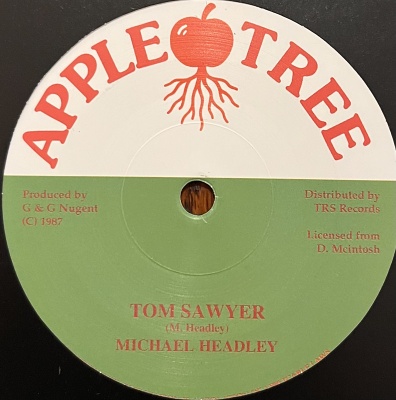 APPLE TREE
Produced by
G & G Nugent
(C) 1987
Distributed by
TRS Records
Licensed from
D. Mcintosh
TOM SAWYER
(M. Headley)
MICHAEL HEADLEY